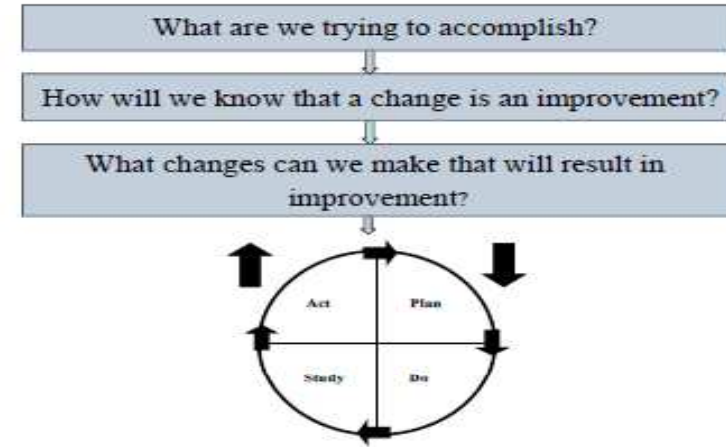 What are we trying to accomplish?
How will we know that a change is an improvement?
What changes can we make that will result in
improvement?
Act
Plan
Study
Do